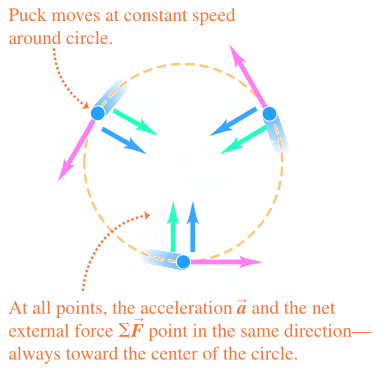 Puck moves at constant speed
around circle.
At all points, the acceleration a⃗ and the net
external force ΣF⃗ point in the same direction—
always toward the center of the circle.